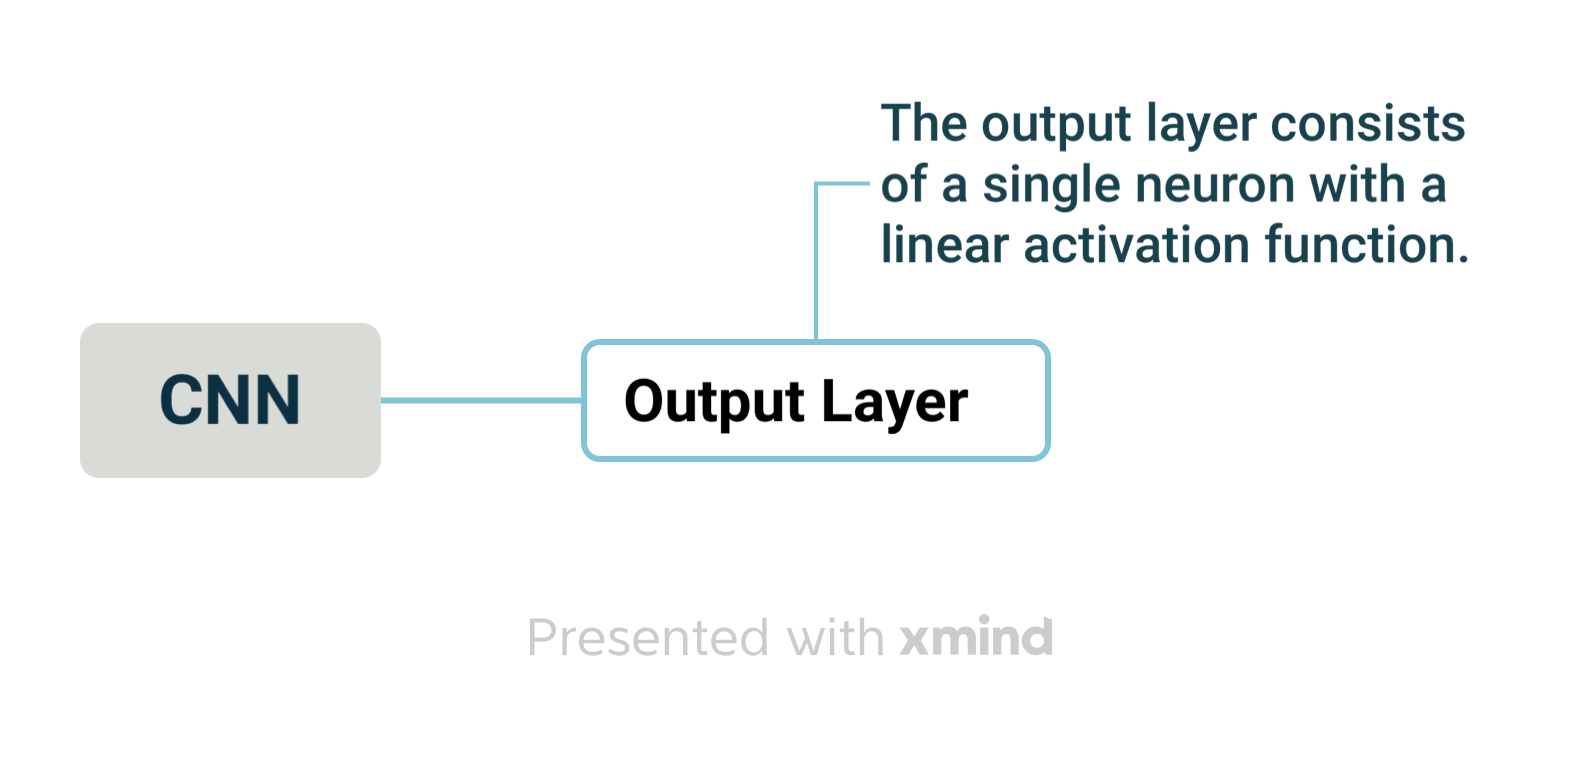 The output layer consists
of a single neuron with a
linear activation function.
CNN
Output Layer
Presented with xmind